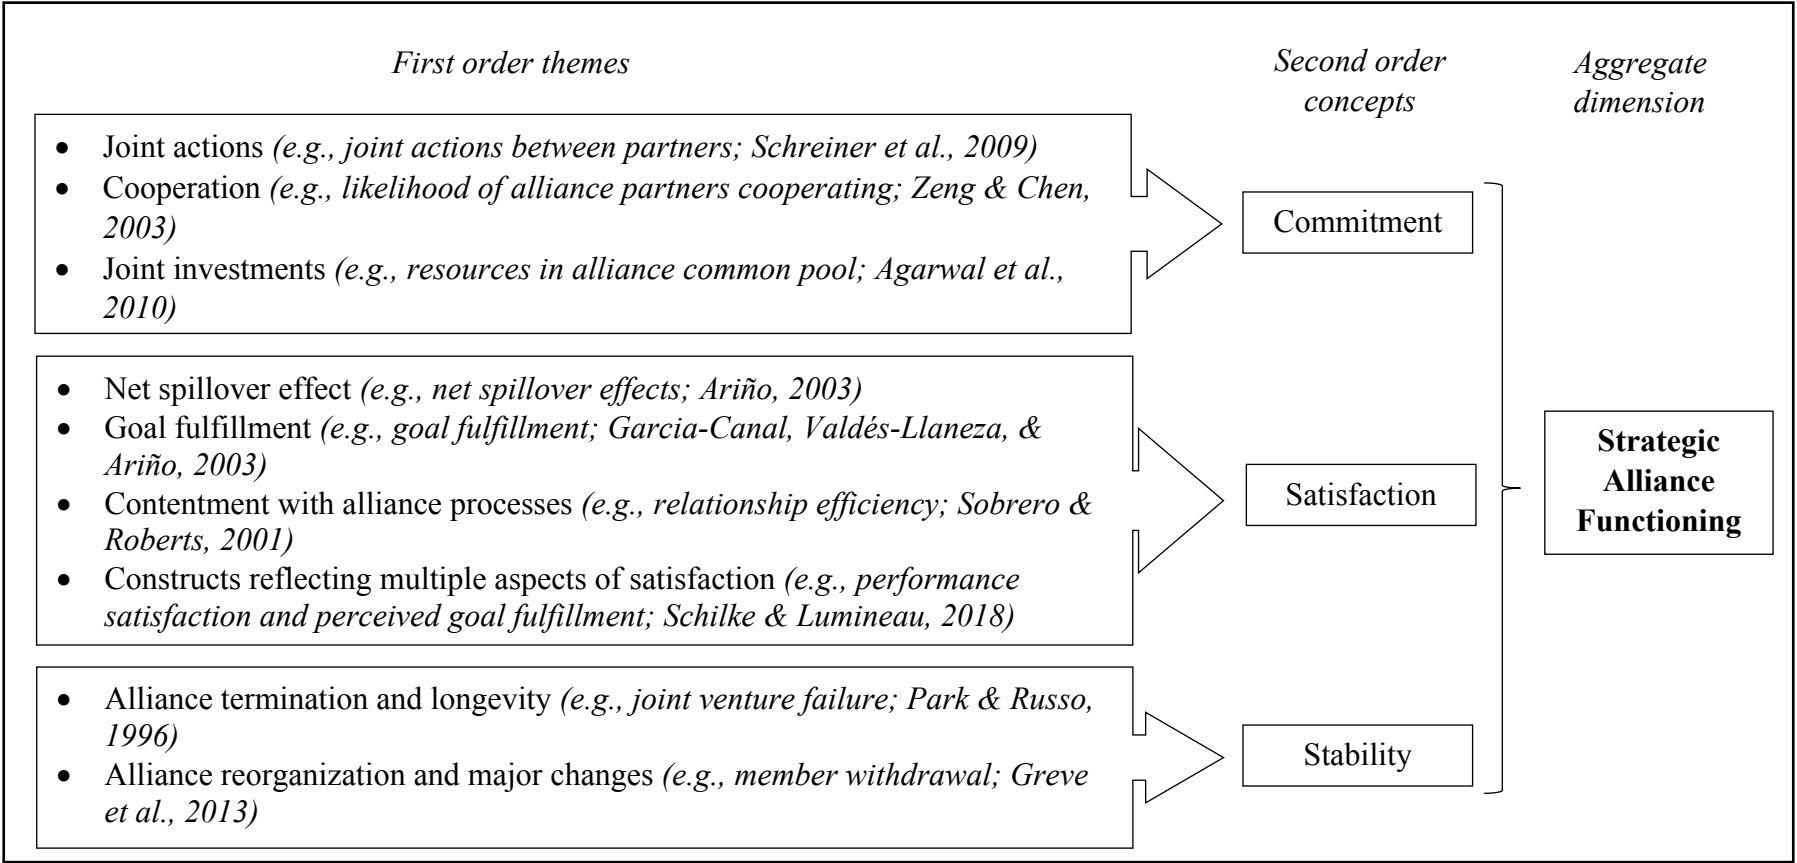 First order themes
Second order
concepts
Aggregate
dimension
• Joint actions (e.g., joint actions between partners; Schreiner et al., 2009)
• Cooperation (e.g., likelihood of alliance partners cooperating; Zeng & Chen,
2003)
• Joint investments (e.g., resources in alliance common pool; Agarwal et al.,
2010)
Commitment
• Net spillover effect (e.g., net spillover effects; Ariño, 2003)
• Goal fulfillment (e.g., goal fulfillment; Garcia-Canal, Valdés-Llaneza, &
Ariño, 2003)
• Contentment with alliance processes (e.g., relationship efficiency; Sobrero &
Roberts, 2001)
• Constructs reflecting multiple aspects of satisfaction (e.g., performance
satisfaction and perceived goal fulfillment; Schilke & Lumineau, 2018)
Satisfaction
Strategic
Alliance
Functioning
• Alliance termination and longevity (e.g., joint venture failure; Park & Russo,
1996)
• Alliance reorganization and major changes (e.g., member withdrawal; Greve
et al., 2013)
Stability